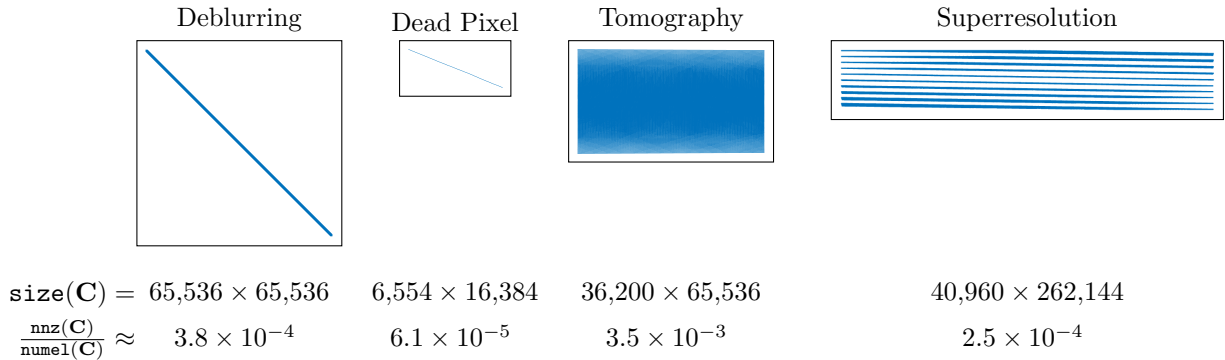 Deblurring Dead Pixel Tomography Superresolution
size(C) = 65,536 × 65,536 6,554 × 16,384 36,200 × 65,536 40,960 × 262,144
nnz(C)/numel(C) ≈ 3.8 × 10⁻⁴ 6.1 × 10⁻⁵ 3.5 × 10⁻³ 2.5 × 10⁻⁴